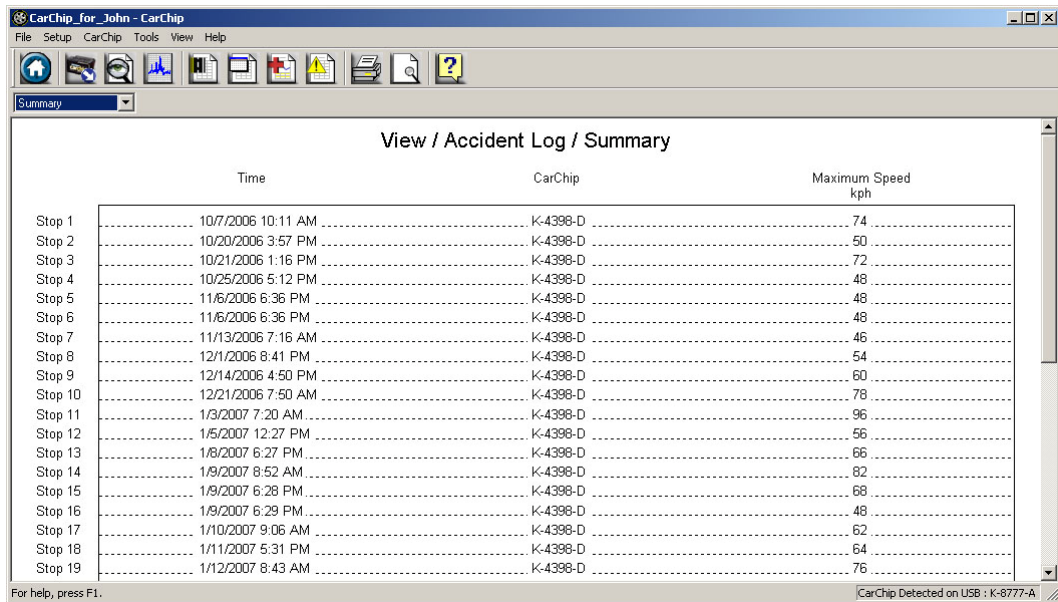 CarChip_for_John - CarChip
File Setup CarChip Tools View Help
Summary
View / Accident Log / Summary
Time CarChip Maximum Speed
kph
Stop 1 10/7/2006 10:11 AM K-4398-D 74
Stop 2 10/20/2006 3:57 PM K-4398-D 50
Stop 3 10/21/2006 1:16 PM K-4398-D 72
Stop 4 10/25/2006 5:12 PM K-4398-D 48
Stop 5 11/6/2006 6:36 PM K-4398-D 48
Stop 6 11/6/2006 6:36 PM K-4398-D 48
Stop 7 11/13/2006 7:16 AM K-4398-D 46
Stop 8 12/1/2006 8:41 PM K-4398-D 54
Stop 9 12/14/2006 4:50 PM K-4398-D 60
Stop 10 12/21/2006 7:50 AM K-4398-D 78
Stop 11 1/3/2007 7:20 AM K-4398-D 96
Stop 12 1/5/2007 12:27 PM K-4398-D 56
Stop 13 1/8/2007 6:27 PM K-4398-D 66
Stop 14 1/9/2007 8:52 AM K-4398-D 82
Stop 15 1/9/2007 6:28 PM K-4398-D 68
Stop 16 1/9/2007 6:29 PM K-4398-D 48
Stop 17 1/10/2007 9:06 AM K-4398-D 62
Stop 18 1/11/2007 5:31 PM K-4398-D 64
Stop 19 1/12/2007 8:43 AM K-4398-D 76
For help, press F1. CarChip Detected on USB : K-8777-A